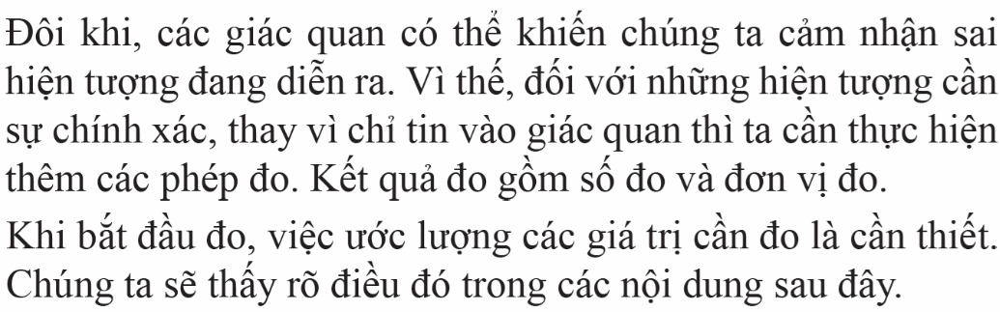 Đôi khi, các giác quan có thể khiến chúng ta cảm nhận sai
hiện tượng đang diễn ra. Vì thế, đối với những hiện tượng cần
sự chính xác, thay vì chỉ tin vào giác quan thì ta cần thực hiện
thêm các phép đo. Kết quả đo gồm số đo và đơn vị đo.
Khi bắt đầu đo, việc ước lượng các giá trị cần đo là cần thiết.
Chúng ta sẽ thấy rõ điều đó trong các nội dung sau đây.